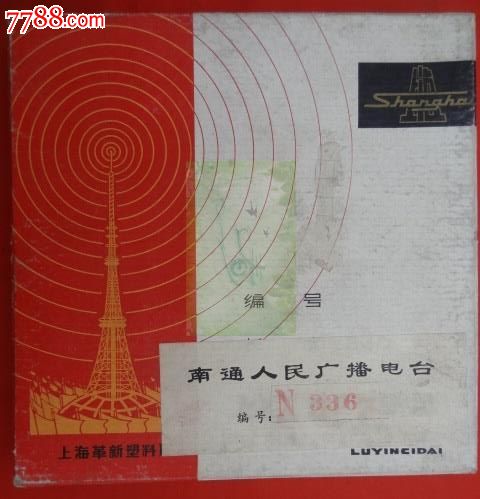 7788.com
Shangha
编 号
南通人民广播电台
编号: N 336
上海革新塑料
LUYINCIDAI